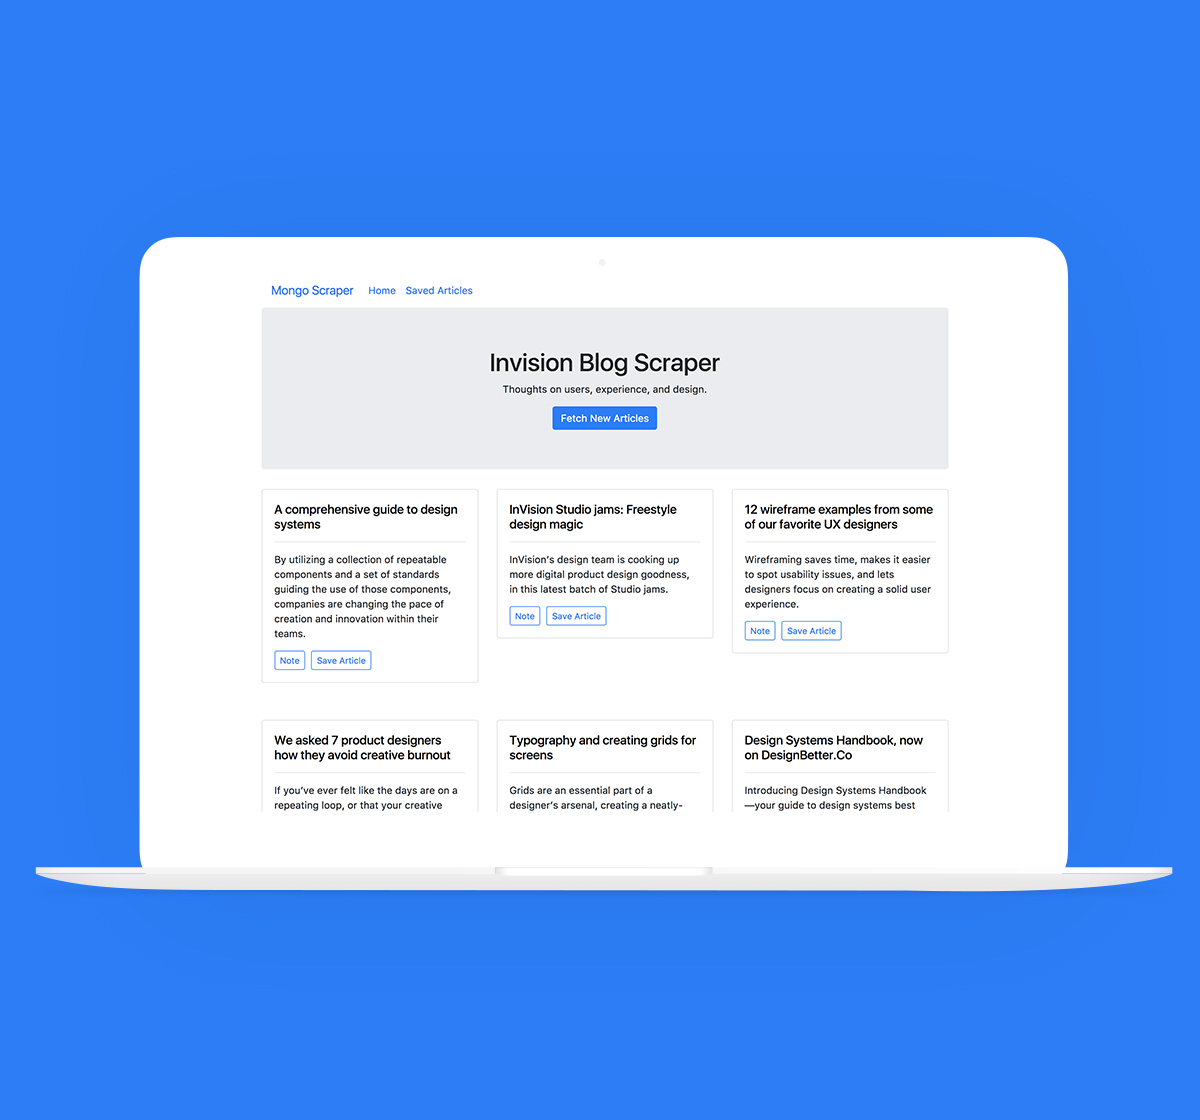 Mongo Scraper Home Saved Articles
Invision Blog Scraper
Thoughts on users, experience, and design.
Fetch New Articles
A comprehensive guide to design
systems
By utilizing a collection of repeatable
components and a set of standards
guiding the use of those components,
companies are changing the pace of
creation and innovation within their
teams.
Note Save Article
InVision Studio jams: Freestyle
design magic
InVision’s design team is cooking up
more digital product design goodness,
in this latest batch of Studio jams.
Note Save Article
12 wireframe examples from some
of our favorite UX designers
Wireframing saves time, makes it easier
to spot usability issues, and lets
designers focus on creating a solid user
experience.
Note Save Article
We asked 7 product designers
how they avoid creative burnout
If you’ve ever felt like the days are on a
repeating loop, or that your creative
Typography and creating grids for
screens
Grids are an essential part of a
designer’s arsenal, creating a neatly-
Design Systems Handbook, now
on DesignBetter.Co
Introducing Design Systems Handbook
—your guide to design systems best